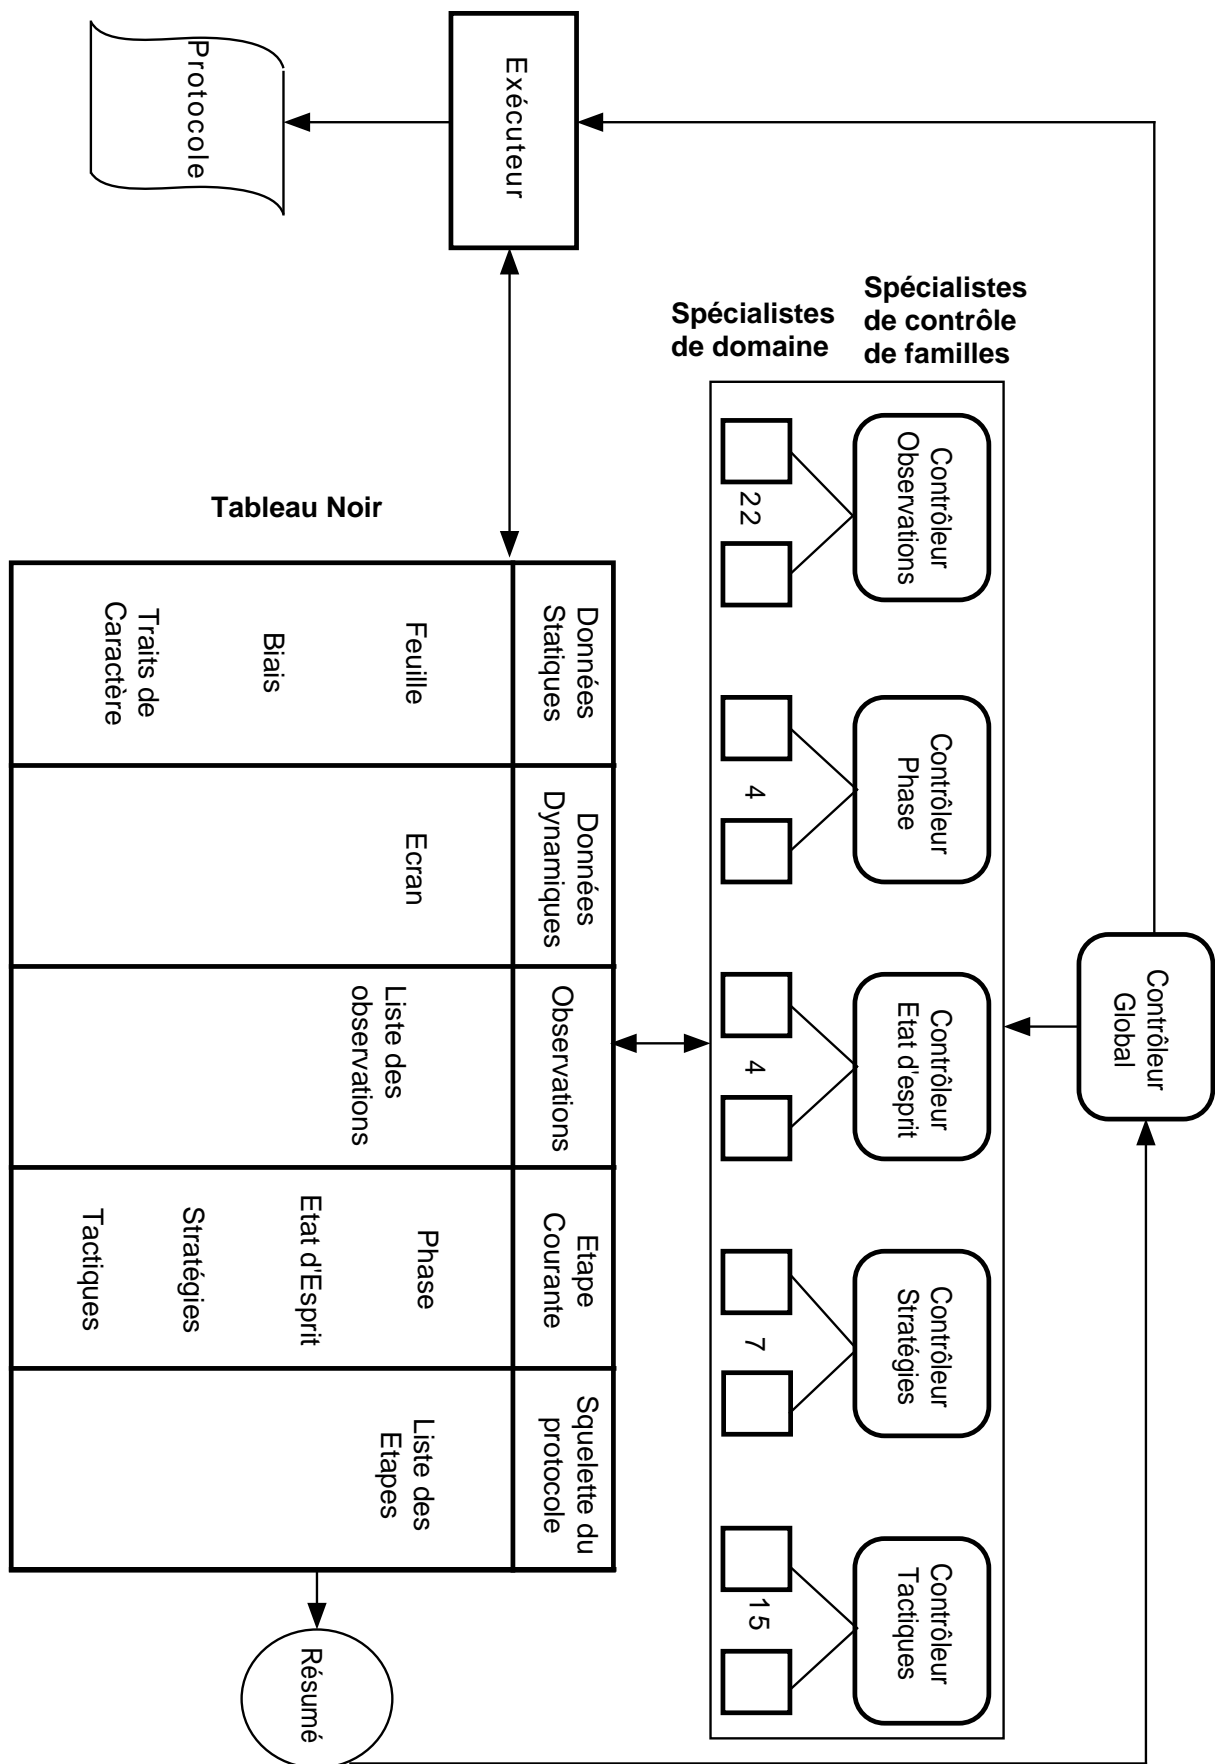 Contrôleur
Global
Spécialistes
de contrôle
de familles
Contrôleur
Observations
Contrôleur
Phase
Contrôleur
Etat d'esprit
Contrôleur
Stratégies
Contrôleur
Tactiques
Spécialistes
de domaine
22
4
4
7
15
Exécuteur
Protocole
Tableau Noir
Données
Statiques
Données
Dynamiques
Observations
Etape
Courante
Squelette du
protocole
Feuille
Biais
Traits de
Caractère
Ecran
Liste des
observations
Phase
Etat d'Esprit
Stratégies
Tactiques
Liste des
Etapes
Résumé